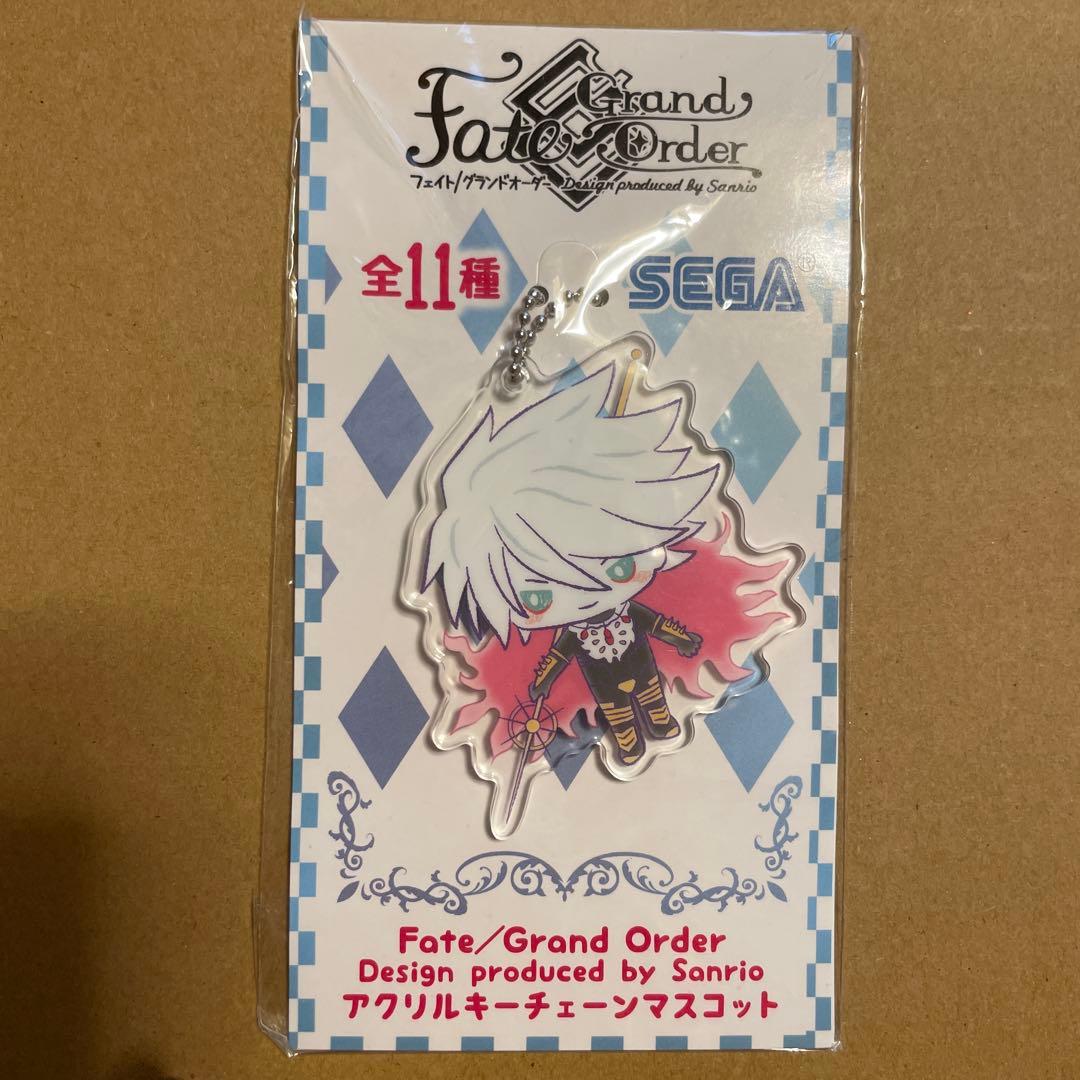 Fate Grand Order
フェイト/グランドオーダー Design produced by Sanrio
全11種 SEGA®
Fate/Grand Order
Design produced by Sanrio
アクリルキーチェーンマスコット